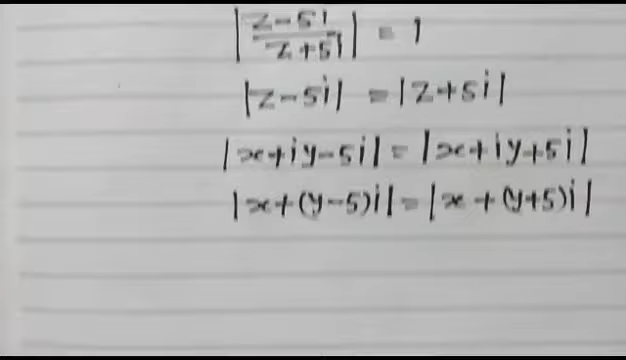 |z-5i / z+5i| = 1
|z-5i| = |z+5i|
|x+iy-5i| = |x+iy+5i|
|x+(y-5)i| = |x+(y+5)i|